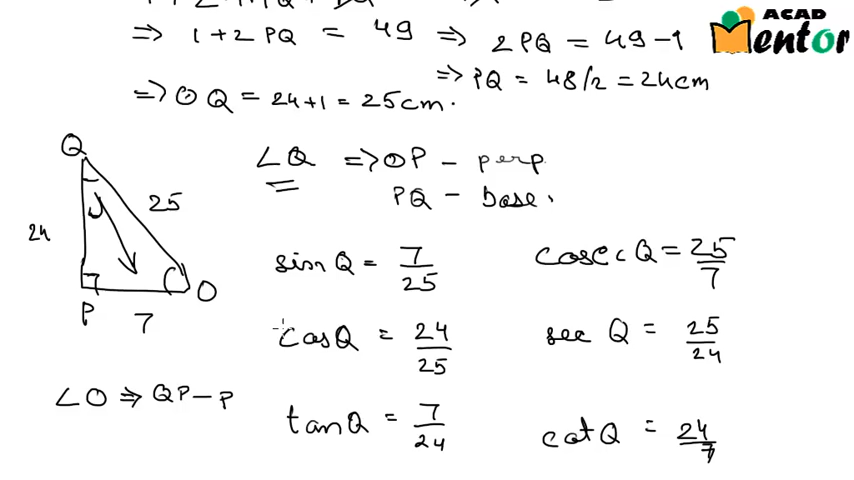 ACAD
Mentor
⇒ 1 + 2 PQ = 49 ⇒ 2PQ = 49 - 1
⇒ PQ = 48/2 = 24cm
⇒ OQ = 24+1 = 25cm.
Q
24
25
P
7
O
∠Q ⇒ OP - perp
PQ - base.
sin Q = 7/25
cosec Q = 25/7
cos Q = 24/25
sec Q = 25/24
∠O ⇒ QP - P
tan Q = 7/24
cot Q = 24/7